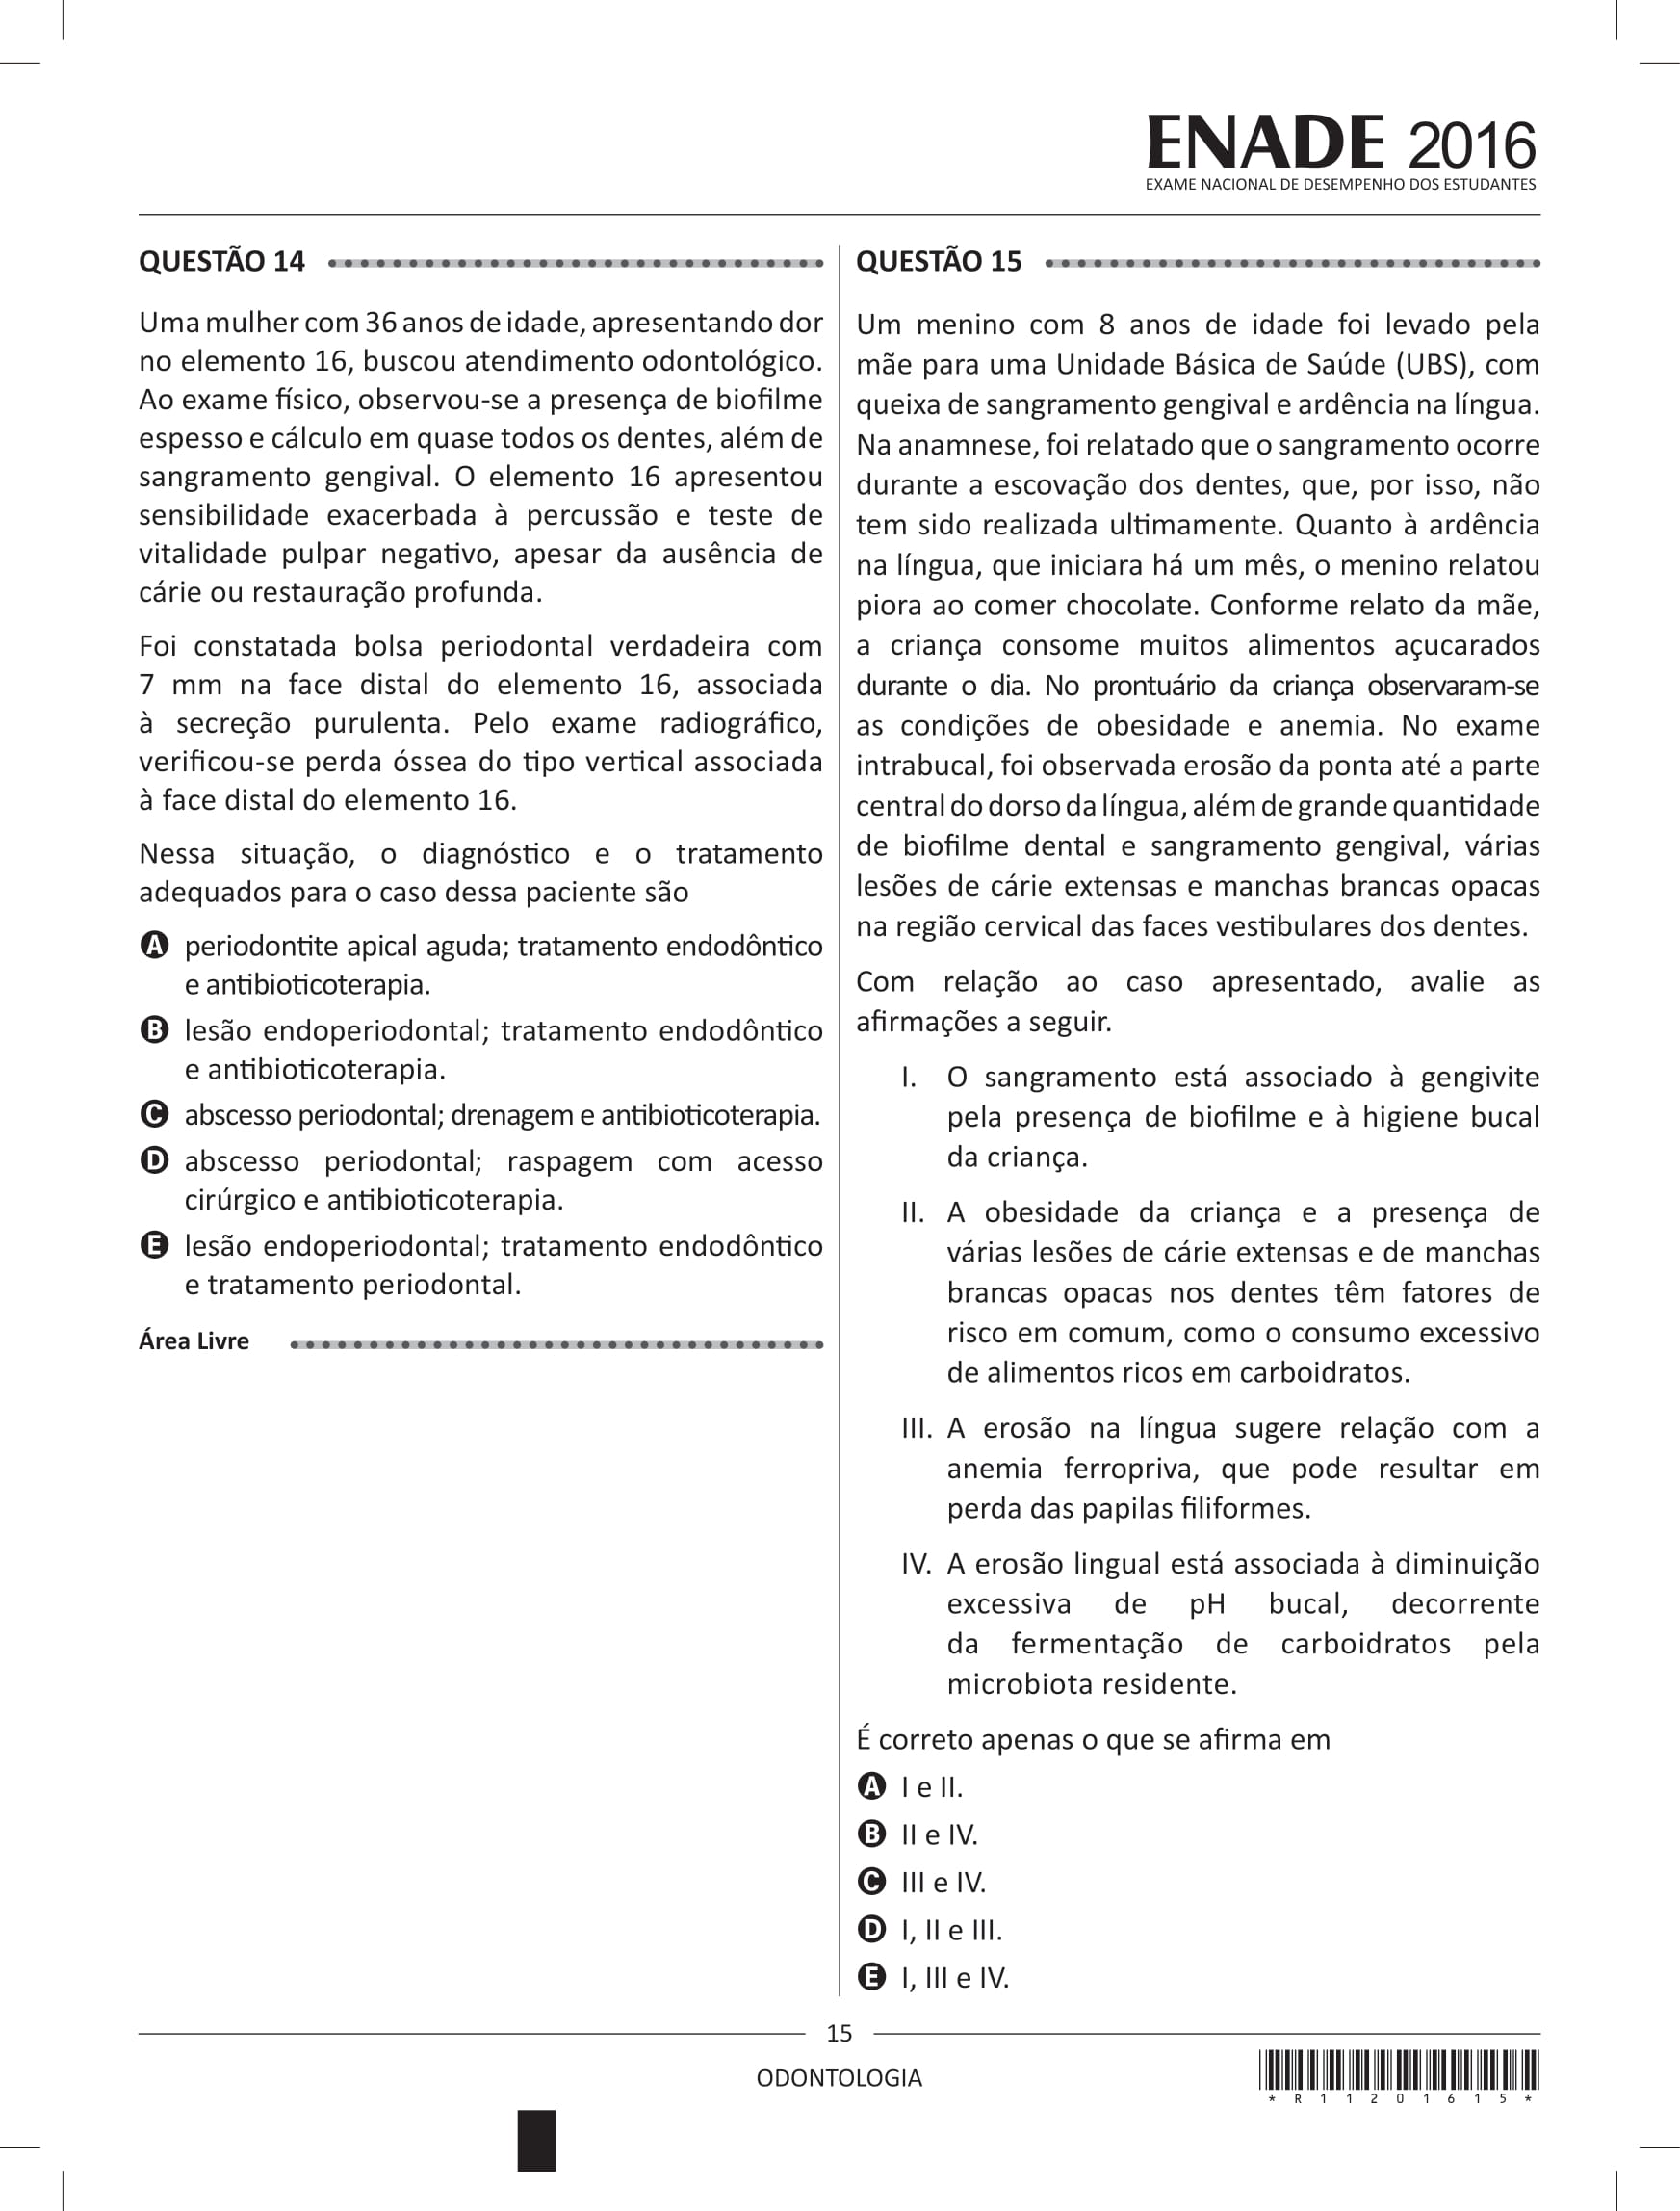 ENADE 2016
EXAME NACIONAL DE DESEMPENHO DOS ESTUDANTES
QUESTÃO 14
Uma mulher com 36 anos de idade, apresentando dor
no elemento 16, buscou atendimento odontológico.
Ao exame físico, observou-se a presença de biofilme
espesso e cálculo em quase todos os dentes, além de
sangramento gengival. O elemento 16 apresentou
sensibilidade exacerbada à percussão e teste de
vitalidade pulpar negativo, apesar da ausência de
cárie ou restauração profunda.
Foi constatada bolsa periodontal verdadeira com
7 mm na face distal do elemento 16, associada
à secreção purulenta. Pelo exame radiográfico,
verificou-se perda óssea do tipo vertical associada
à face distal do elemento 16.
Nessa situação, o diagnóstico e o tratamento
adequados para o caso dessa paciente são
A periodontite apical aguda; tratamento endodôntico
e antibioticoterapia.
B lesão endoperiodontal; tratamento endodôntico
e antibioticoterapia.
C abscesso periodontal; drenagem e antibioticoterapia.
D abscesso periodontal; raspagem com acesso
cirúrgico e antibioticoterapia.
E lesão endoperiodontal; tratamento endodôntico
e tratamento periodontal.
Área Livre
QUESTÃO 15
Um menino com 8 anos de idade foi levado pela
mãe para uma Unidade Básica de Saúde (UBS), com
queixa de sangramento gengival e ardência na língua.
Na anamnese, foi relatado que o sangramento ocorre
durante a escovação dos dentes, que, por isso, não
tem sido realizada ultimamente. Quanto à ardência
na língua, que iniciara há um mês, o menino relatou
piora ao comer chocolate. Conforme relato da mãe,
a criança consome muitos alimentos açucarados
durante o dia. No prontuário da criança observaram-se
as condições de obesidade e anemia. No exame
intrabucal, foi observada erosão da ponta até a parte
central do dorso da língua, além de grande quantidade
de biofilme dental e sangramento gengival, várias
lesões de cárie extensas e manchas brancas opacas
na região cervical das faces vestibulares dos dentes.
Com relação ao caso apresentado, avalie as
afirmações a seguir.
I. O sangramento está associado à gengivite
pela presença de biofilme e à higiene bucal
da criança.
II. A obesidade da criança e a presença de
várias lesões de cárie extensas e de manchas
brancas opacas nos dentes têm fatores de
risco em comum, como o consumo excessivo
de alimentos ricos em carboidratos.
III. A erosão na língua sugere relação com a
anemia ferropriva, que pode resultar em
perda das papilas filiformes.
IV. A erosão lingual está associada à diminuição
excessiva de pH bucal, decorrente
da fermentação de carboidratos pela
microbiota residente.
É correto apenas o que se afirma em
A I e II.
B II e IV.
C III e IV.
D I, II e III.
E I, III e IV.
15
ODONTOLOGIA
*R11201615*